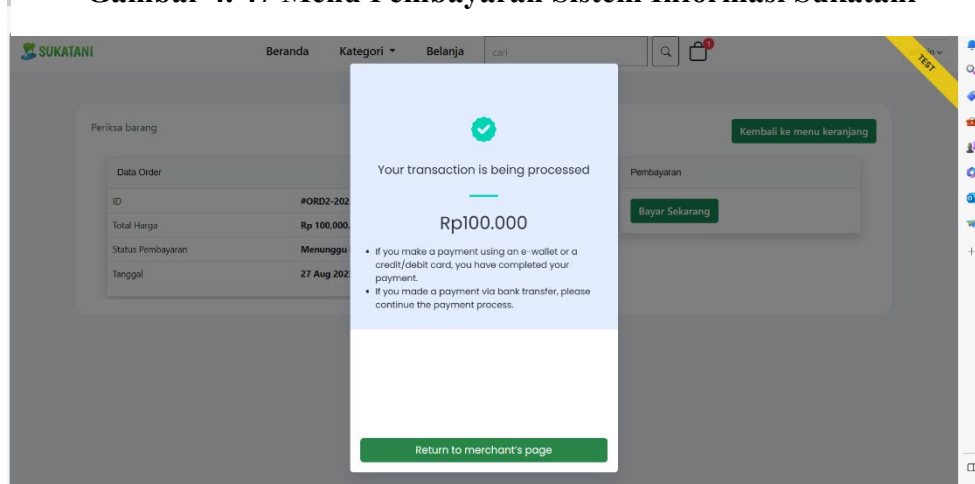 Gambar 4. 47 Menu Pembayaran Sistem Informasi Sukatani
SUKATANI
Beranda
Kategori
Belanja
cari
0
TEST
Periksa barang
Kembali ke menu keranjang
Data Order
ID
#ORD2-202
Total Harga
Rp 100,000.
Status Pembayaran
Menunggu
Tanggal
27 Aug 202
Your transaction is being processed
Rp100.000
• If you make a payment using an e-wallet or a
credit/debit card, you have completed your
payment.
• If you made a payment via bank transfer, please
continue the payment process.
Return to merchant's page
Pembayaran
Bayar Sekarang